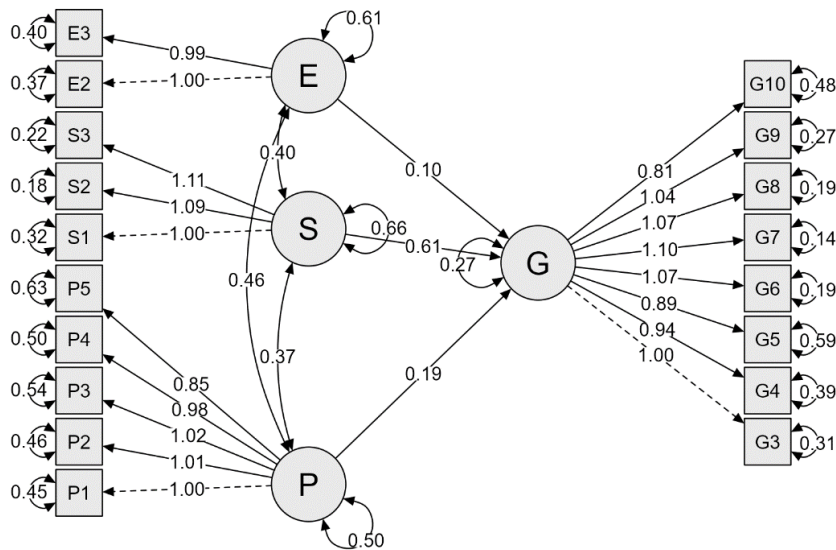 0.61
0.40 E3
0.99
E
G10 0.48
0.37 E2
1.00
0.22 S3
G9 0.27
0.40
0.10
0.81
1.04
0.18 S2
1.11
G8 0.19
1.09
1.07
0.32 S1
1.00
S
0.66
0.61
G7 0.14
1.10
0.27
G
0.63 P5
0.46
1.07
G6 0.19
0.89
0.50 P4
0.94
G5 0.59
0.37
1.00
0.54 P3
0.85
0.19
G4 0.39
0.98
0.46 P2
1.02
G3 0.31
1.01
0.45 P1
1.00
P
0.50